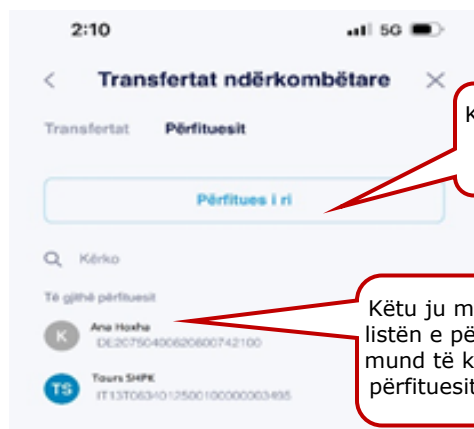 2:10
5G
Transfertat ndërkombëtare
Transfertat Përfituesit
Përfitues i ri
Kërko
Të gjithë përfituesit
K
Ana Hoxha
DE20750400620600742100
TS
Tours SHPK
K
Këtu ju m
listën e pë
mund të k
përfituesit